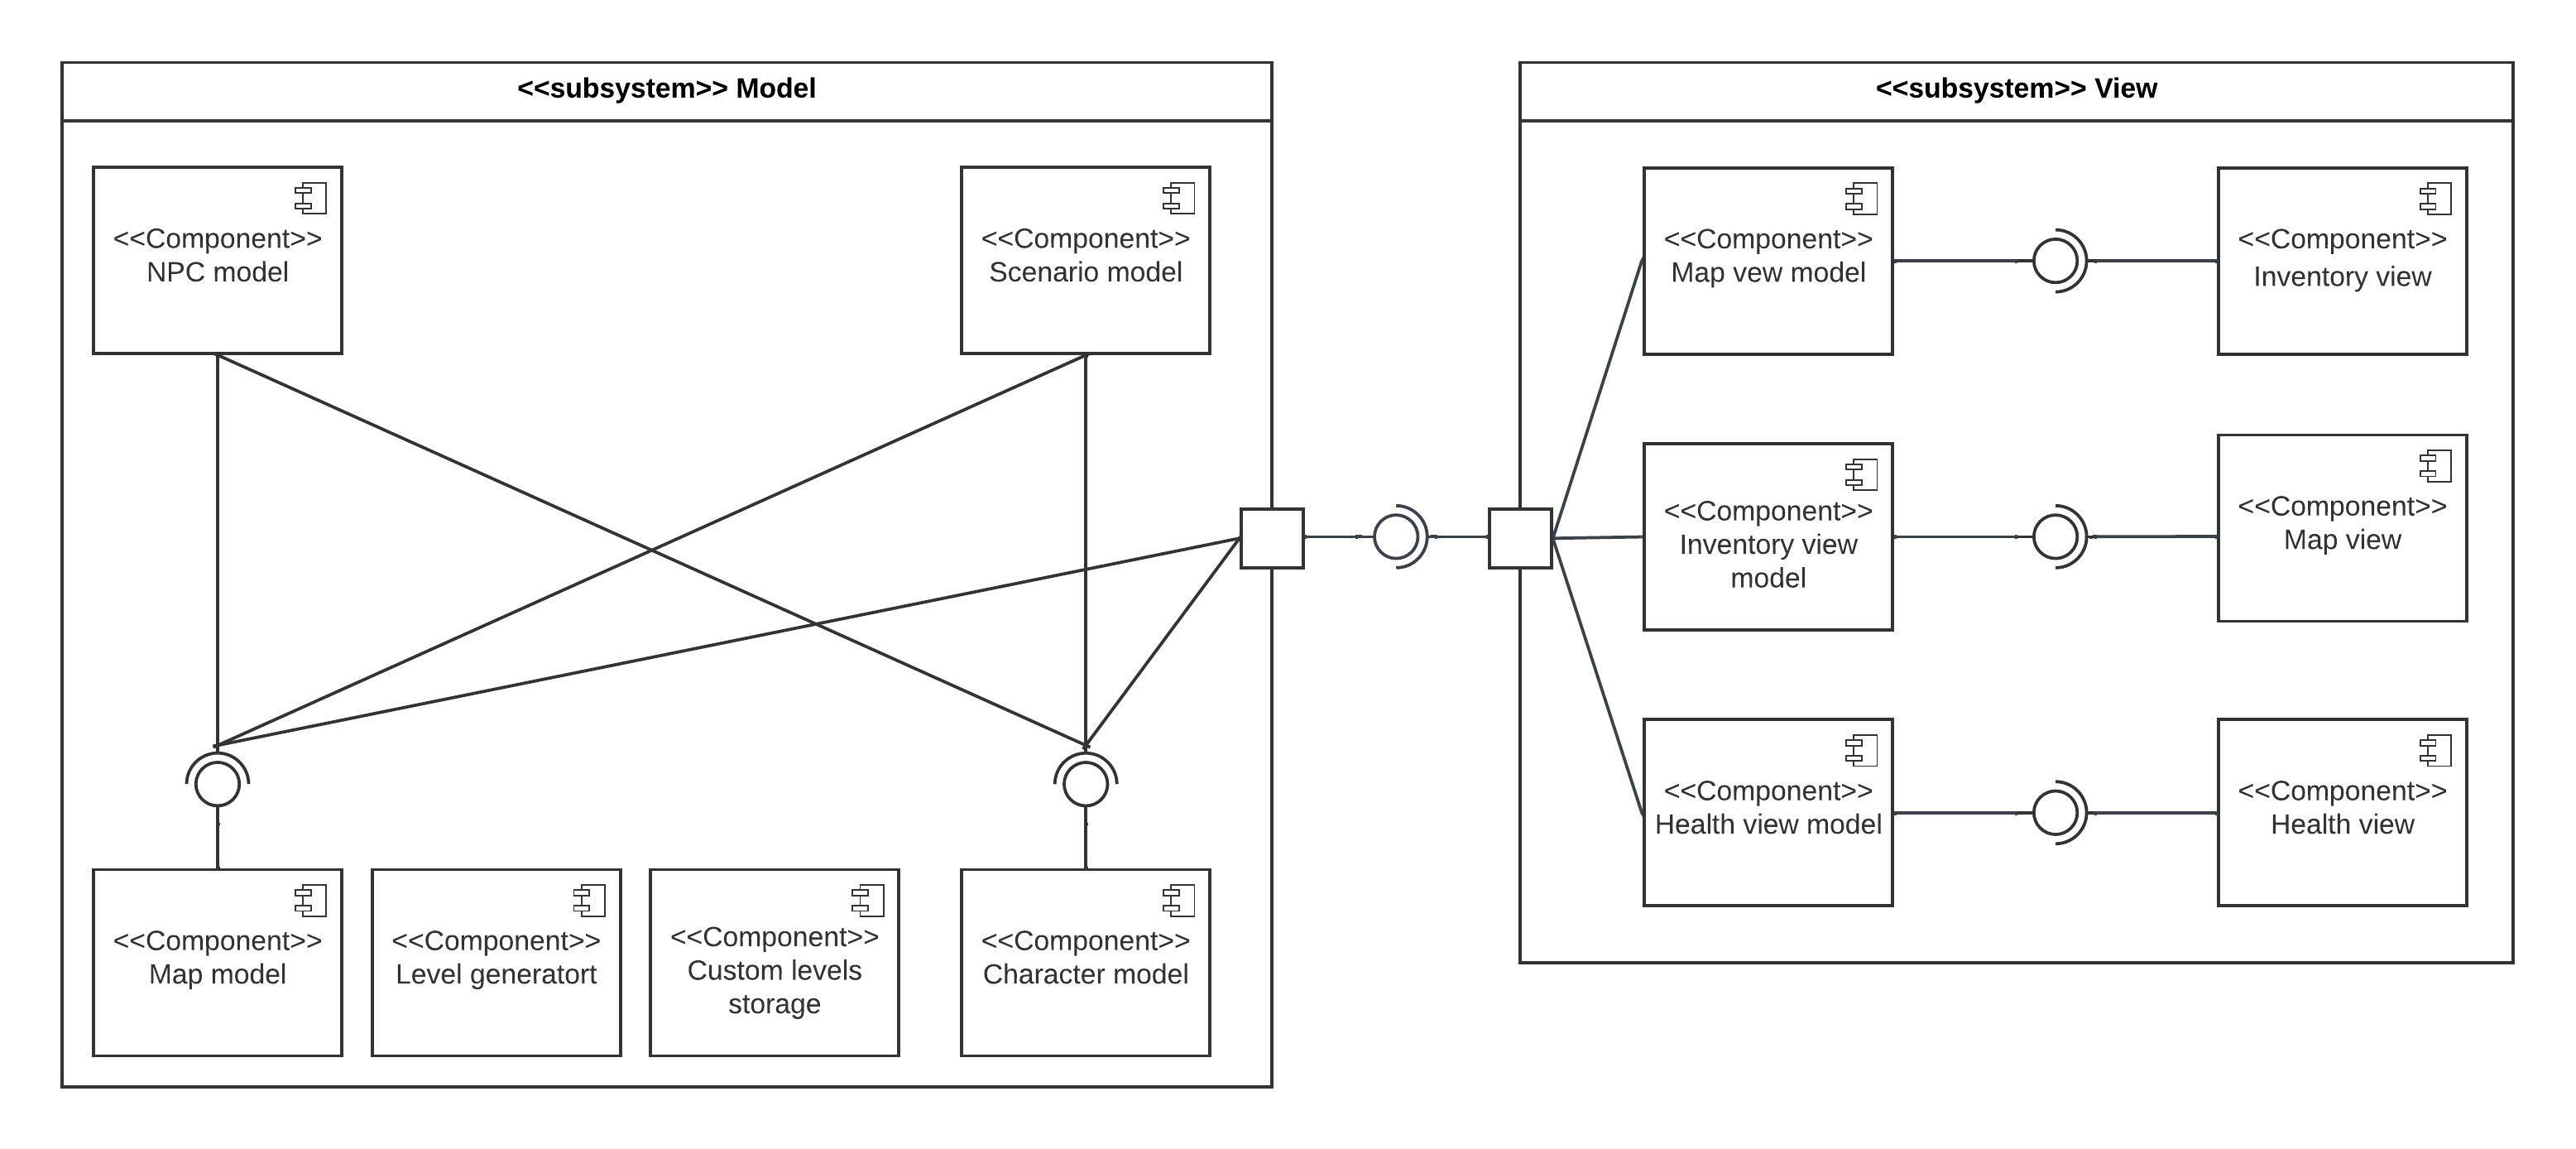 <<subsystem>> Model
<<Component>>
NPC model
<<Component>>
Scenario model
<<Component>>
Map model
<<Component>>
Level generatort
<<Component>>
Custom levels
storage
<<Component>>
Character model
<<subsystem>> View
<<Component>>
Map vew model
<<Component>>
Inventory view
<<Component>>
Inventory view
model
<<Component>>
Map view
<<Component>>
Health view model
<<Component>>
Health view